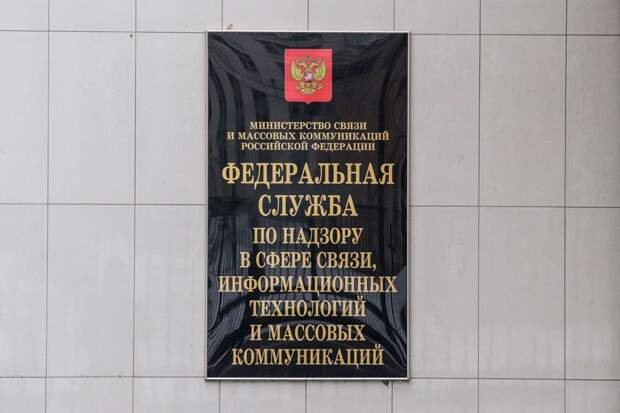 МИНИСТЕРСТВО СВЯЗИ
И МАССОВЫХ КОММУНИКАЦИЙ
РОССИЙСКОЙ ФЕДЕРАЦИИ
ФЕДЕРАЛЬНАЯ
СЛУЖБА
ПО НАДЗОРУ
В СФЕРЕ СВЯЗИ,
ИНФОРМАЦИОННЫХ
ТЕХНОЛОГИЙ
И МАССОВЫХ
КОММУНИКАЦИЙ